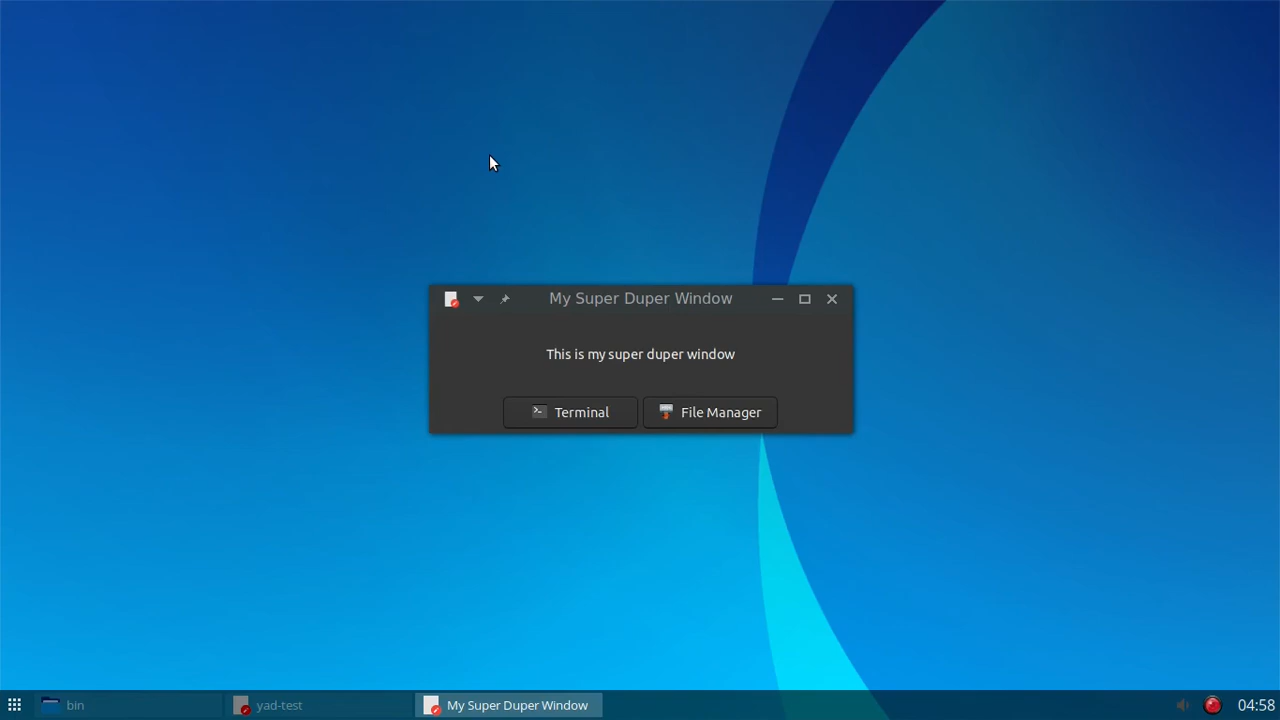 My Super Duper Window
This is my super duper window
Terminal
File Manager
bin
yad-test
My Super Duper Window
04:58